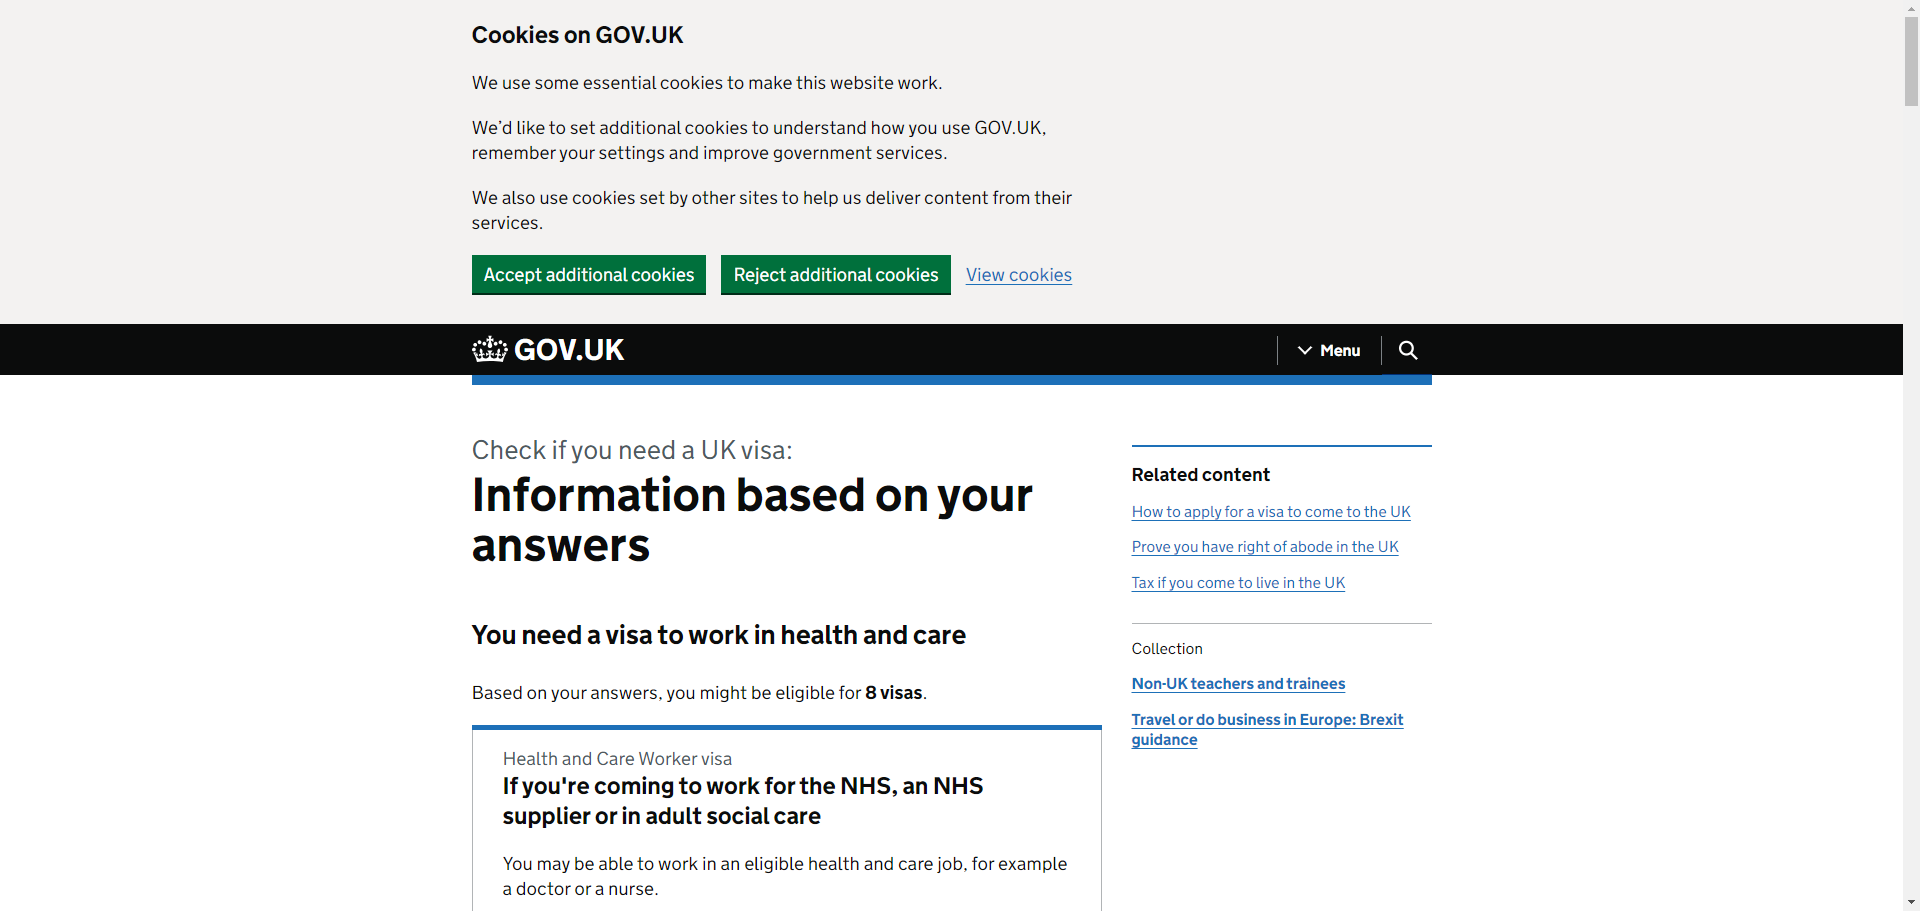 Cookies on GOV.UK
We use some essential cookies to make this website work.
We’d like to set additional cookies to understand how you use GOV.UK,
remember your settings and improve government services.
We also use cookies set by other sites to help us deliver content from their
services.
Accept additional cookies
Reject additional cookies
View cookies
GOV.UK
Menu
Check if you need a UK visa:
Information based on your
answers
You need a visa to work in health and care
Based on your answers, you might be eligible for 8 visas.
Health and Care Worker visa
If you're coming to work for the NHS, an NHS
supplier or in adult social care
You may be able to work in an eligible health and care job, for example
a doctor or a nurse.
Related content
How to apply for a visa to come to the UK
Prove you have right of abode in the UK
Tax if you come to live in the UK
Collection
Non-UK teachers and trainees
Travel or do business in Europe: Brexit
guidance